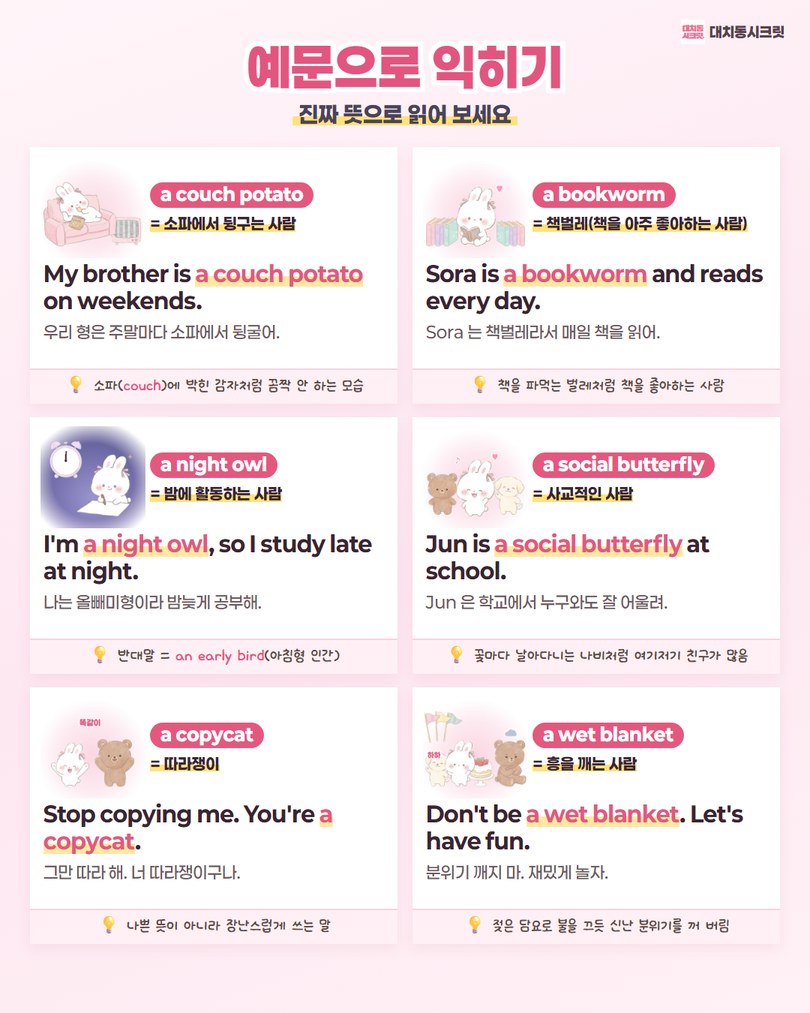 대치동
시크릿
대치동시크릿
예문으로 익히기
진짜 뜻으로 읽어 보세요
a couch potato
= 소파에서 뒹구는 사람
My brother is a couch potato
on weekends.
우리 형은 주말마다 소파에서 뒹굴어.
소파(couch)에 박힌 감자처럼 꼼짝 안 하는 모습
a bookworm
= 책벌레(책을 아주 좋아하는 사람)
Sora is a bookworm and reads
every day.
Sora 는 책벌레라서 매일 책을 읽어.
책을 파먹는 벌레처럼 책을 좋아하는 사람
a night owl
= 밤에 활동하는 사람
I'm a night owl, so I study late
at night.
나는 올빼미형이라 밤늦게 공부해.
반대말 = an early bird(아침형 인간)
a social butterfly
= 사교적인 사람
Jun is a social butterfly at
school.
Jun 은 학교에서 누구와도 잘 어울려.
꽃마다 날아다니는 나비처럼 여기저기 친구가 많음
똑같이
a copycat
= 따라쟁이
Stop copying me. You're a
copycat.
그만 따라 해. 너 따라쟁이구나.
나쁜 뜻이 아니라 장난스럽게 쓰는 말
하하
a wet blanket
= 흥을 깨는 사람
Don't be a wet blanket. Let's
have fun.
분위기 깨지 마. 재밌게 놀자.
젖은 담요로 불을 끄듯 신난 분위기를 꺼 버림